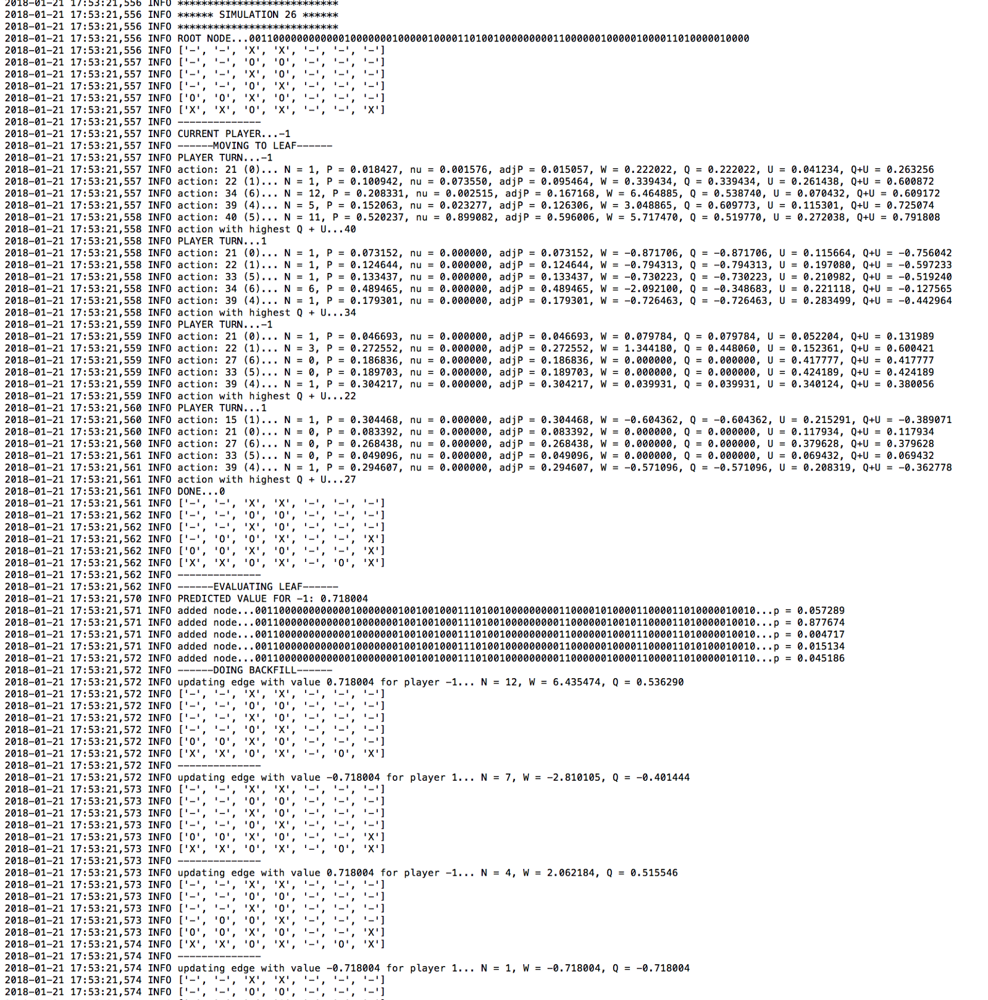 2018-01-21 17:53:21,556 INFO ***************************
2018-01-21 17:53:21,556 INFO ****** SIMULATION 26 ******
2018-01-21 17:53:21,556 INFO ***************************
2018-01-21 17:53:21,556 INFO ROOT
['-', '-', 'X', 'X', '-', '-', '-']
2018-01-21 17:53:21,557 INFO ['-', '-', 'O', 'O', '-', '-', '-']
2018-01-21 17:53:21,557 INFO ['-', '-', 'X', 'O', '-', '-', '-']
2018-01-21 17:53:21,557 INFO ['-', '-', 'O', 'X', '-', '-', '-']
2018-01-21 17:53:21,557 INFO ['O', 'O', 'X', 'O', '-', '-', '-']
2018-01-21 17:53:21,557 INFO ['X', 'X', 'O', 'X', '-', '-', 'X']
2018-01-21 17:53:21,557 INFO --------------
2018-01-21 17:53:21,557 INFO CURRENT PLAYER...-1
2018-01-21 17:53:21,557 INFO ------MOVING TO LEAF------
2018-01-21 17:53:21,557 INFO PLAYER TURN...-1
2018-01-21 17:53:21,557 INFO action: 21 (0)... N = 1, P = 0.018427, nu = 0.001576, adjP = 0.015057, W = 0.222022, Q = 0.222022, U = 0.041234, Q+U = 0.263256
2018-01-21 17:53:21,557 INFO action: 22 (1)... N = 1, P = 0.100942, nu = 0.073550, adjP = 0.095464, W = 0.339434, Q = 0.339434, U = 0.261438, Q+U = 0.600872
2018-01-21 17:53:21,557 INFO action: 34 (6)... N = 12, P = 0.208331, nu = 0.002515, adjP = 0.167168, W = 6.464885, Q = 0.538740, U = 0.070432, Q+U = 0.609172
2018-01-21 17:53:21,557 INFO action: 39 (4)... N = 5, P = 0.152063, nu = 0.023277, adjP = 0.126306, W = 3.048865, Q = 0.609773, U = 0.115301, Q+U = 0.725074
2018-01-21 17:53:21,558 INFO action: 40 (5)... N = 11, P = 0.520237, nu = 0.899082, adjP = 0.596006, W = 5.717470, Q = 0.519770, U = 0.272038, Q+U = 0.791808
2018-01-21 17:53:21,558 INFO action with highest Q + U...40
2018-01-21 17:53:21,558 INFO PLAYER TURN...1
2018-01-21 17:53:21,558 INFO action: 21 (0)... N = 1, P = 0.073152, nu = 0.000000, adjP = 0.073152, W = -0.871706, Q = -0.871706, U = 0.115664, Q+U = -0.756042
2018-01-21 17:53:21,558 INFO action: 22 (1)... N = 1, P = 0.124644, nu = 0.000000, adjP = 0.124644, W = -0.794313, Q = -0.794313, U = 0.197080, Q+U = -0.597233
2018-01-21 17:53:21,558 INFO action: 33 (5)... N = 1, P = 0.133437, nu = 0.000000, adjP = 0.133437, W = -0.730223, Q = -0.730223, U = 0.210982, Q+U = -0.519240
2018-01-21 17:53:21,558 INFO action: 34 (6)... N = 6, P = 0.489465, nu = 0.000000, adjP = 0.489465, W = -2.092100, Q = -0.348683, U = 0.221118, Q+U = -0.127565
2018-01-21 17:53:21,558 INFO action: 39 (4)... N = 1, P = 0.179301, nu = 0.000000, adjP = 0.179301, W = -0.726463, Q = -0.726463, U = 0.283499, Q+U = -0.442964
2018-01-21 17:53:21,558 INFO action with highest Q + U...34
2018-01-21 17:53:21,559 INFO PLAYER TURN...-1
2018-01-21 17:53:21,559 INFO action: 21 (0)... N = 1, P = 0.046693, nu = 0.000000, adjP = 0.046693, W = 0.079784, Q = 0.079784, U = 0.052204, Q+U = 0.131989
2018-01-21 17:53:21,559 INFO action: 22 (1)... N = 3, P = 0.272552, nu = 0.000000, adjP = 0.272552, W = 1.344180, Q = 0.448060, U = 0.152361, Q+U = 0.600421
2018-01-21 17:53:21,559 INFO action: 27 (6)... N = 0, P = 0.186836, nu = 0.000000, adjP = 0.186836, W = 0.000000, Q = 0.000000, U = 0.417777, Q+U = 0.417777
2018-01-21 17:53:21,559 INFO action: 33 (5)... N = 0, P = 0.189703, nu = 0.000000, adjP = 0.189703, W = 0.000000, Q = 0.000000, U = 0.424189, Q+U = 0.424189
2018-01-21 17:53:21,559 INFO action: 39 (4)... N = 1, P = 0.304217, nu = 0.000000, adjP = 0.304217, W = 0.039931, Q = 0.039931, U = 0.340124, Q+U = 0.380056
2018-01-21 17:53:21,559 INFO action with highest Q + U...22
2018-01-21 17:53:21,560 INFO PLAYER TURN...1
2018-01-21 17:53:21,560 INFO action: 15 (1)... N = 1, P = 0.304468, nu = 0.000000, adjP = 0.304468, W = -0.604362, Q = -0.604362, U = 0.215291, Q+U = -0.389071
2018-01-21 17:53:21,560 INFO action: 21 (0)... N = 0, P = 0.083392, nu = 0.000000, adjP = 0.083392, W = 0.000000, Q = 0.000000, U = 0.117934, Q+U = 0.117934
2018-01-21 17:53:21,560 INFO action: 27 (6)... N = 0, P = 0.268438, nu = 0.000000, adjP = 0.268438, W = 0.000000, Q = 0.000000, U = 0.379628, Q+U = 0.379628
2018-01-21 17:53:21,561 INFO action: 33 (5)... N = 0, P = 0.049096, nu = 0.000000, adjP = 0.049096, W = 0.000000, Q = 0.000000, U = 0.069432, Q+U = 0.069432
2018-01-21 17:53:21,561 INFO action: 39 (4)... N = 1, P = 0.294607, nu = 0.000000, adjP = 0.294607, W = -0.571096, Q = -0.571096, U = 0.208319, Q+U = -0.362778
2018-01-21 17:53:21,561 INFO action with highest Q + U...27
2018-01-21 17:53:21,561 INFO DONE...0
2018-01-21 17:53:21,561 INFO ['-', '-', 'X', 'X', '-', '-', '-']
2018-01-21 17:53:21,562 INFO ['-', '-', 'O', 'O', '-', '-', '-']
2018-01-21 17:53:21,562 INFO ['-', '-', 'X', 'O', '-', '-', '-']
2018-01-21 17:53:21,562 INFO ['-', 'O', 'O', 'X', '-', '-', 'X']
2018-01-21 17:53:21,562 INFO ['O', 'O', 'X', 'O', '-', '-', 'X']
2018-01-21 17:53:21,562 INFO ['X', 'X', 'O', 'X', '-', 'O', 'X']
2018-01-21 17:53:21,562 INFO --------------
2018-01-21 17:53:21,562 INFO ------EVALUATING LEAF------
2018-01-21 17:53:21,570 INFO PREDICTED VALUE FOR -1: 0.718004
2018-01-21 17:53:21,571 INFO added p = 0.057289
2018-01-21 17:53:21,571 INFO added p = 0.877674
2018-01-21 17:53:21,571 INFO added p = 0.004717
2018-01-21 17:53:21,571 INFO added p = 0.015134
2018-01-21 17:53:21,572 INFO added p = 0.045186
2018-01-21 17:53:21,572 INFO ------DOING BACKFILL------
2018-01-21 17:53:21,572 INFO updating edge with value 0.718004 for player -1... N = 12, W = 6.435474, Q = 0.536290
2018-01-21 17:53:21,572 INFO ['-', '-', 'X', 'X', '-', '-', '-']
2018-01-21 17:53:21,572 INFO ['-', '-', 'O', 'O', '-', '-', '-']
2018-01-21 17:53:21,572 INFO ['-', '-', 'X', 'O', '-', '-', '-']
2018-01-21 17:53:21,572 INFO ['-', '-', 'O', 'X', '-', '-', '-']
2018-01-21 17:53:21,572 INFO ['O', 'O', 'X', 'O', '-', '-', '-']
2018-01-21 17:53:21,572 INFO ['X', 'X', 'O', 'X', '-', 'O', 'X']
2018-01-21 17:53:21,572 INFO --------------
2018-01-21 17:53:21,572 INFO updating edge with value -0.718004 for player 1... N = 7, W = -2.810105, Q = -0.401444
2018-01-21 17:53:21,573 INFO ['-', '-', 'X', 'X', '-', '-', '-']
2018-01-21 17:53:21,573 INFO ['-', '-', 'O', 'O', '-', '-', '-']
2018-01-21 17:53:21,573 INFO ['-', '-', 'X', 'O', '-', '-', '-']
2018-01-21 17:53:21,573 INFO ['-', '-', 'O', 'X', '-', '-', '-']
2018-01-21 17:53:21,573 INFO ['O', 'O', 'X', 'O', '-', '-', 'X']
2018-01-21 17:53:21,573 INFO ['X', 'X', 'O', 'X', '-', 'O', 'X']
2018-01-21 17:53:21,573 INFO --------------
2018-01-21 17:53:21,573 INFO updating edge with value 0.718004 for player -1... N = 4, W = 2.062184, Q = 0.515546
2018-01-21 17:53:21,573 INFO ['-', '-', 'X', 'X', '-', '-', '-']
2018-01-21 17:53:21,573 INFO ['-', '-', 'O', 'O', '-', '-', '-']
2018-01-21 17:53:21,573 INFO ['-', '-', 'X', 'O', '-', '-', '-']
2018-01-21 17:53:21,573 INFO ['-', 'O', 'O', 'X', '-', '-', '-']
2018-01-21 17:53:21,573 INFO ['O', 'O', 'X', 'O', '-', '-', 'X']
2018-01-21 17:53:21,574 INFO ['X', 'X', 'O', 'X', '-', 'O', 'X']
2018-01-21 17:53:21,574 INFO --------------
2018-01-21 17:53:21,574 INFO updating edge with value -0.718004 for player 1... N = 1, W = -0.718004, Q = -0.718004
2018-01-21 17:53:21,574 INFO ['-', '-', 'X', 'X', '-', '-', '-']
2018-01-21 17:53:21,574 INFO ['-', '-', 'O', 'O', '-', '-', '-']